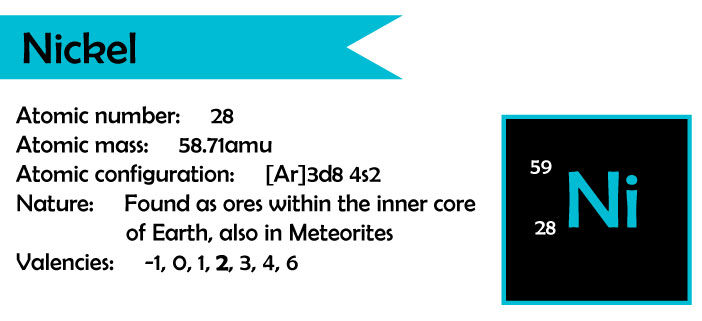 Nickel
Atomic number: 28
Atomic mass: 58.71amu
Atomic configuration: [Ar]3d8 4s2
Nature: Found as ores within the inner core
of Earth, also in Meteorites
Valencies: -1, 0, 1, 2, 3, 4, 6
59
Ni
28